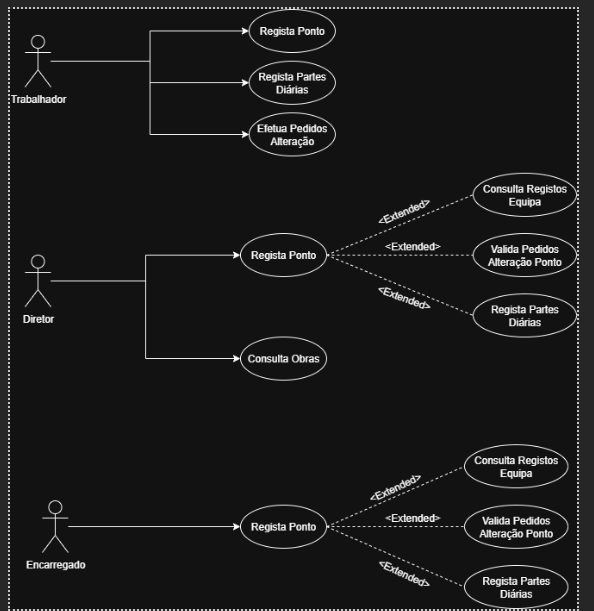 Regista Ponto
Regista Partes
Diárias
Trabalhador
Efetua Pedidos
Alteração
Consulta Registos
Equipa
<Extended>
Regista Ponto
<Extended>
Valida Pedidos
Alteração Ponto
<Extended>
Regista Partes
Diárias
Diretor
Consulta Obras
Consulta Registos
Equipa
<Extended>
Regista Ponto
<Extended>
Valida Pedidos
Alteração Ponto
Encarregado
<Extended>
Regista Partes
Diárias